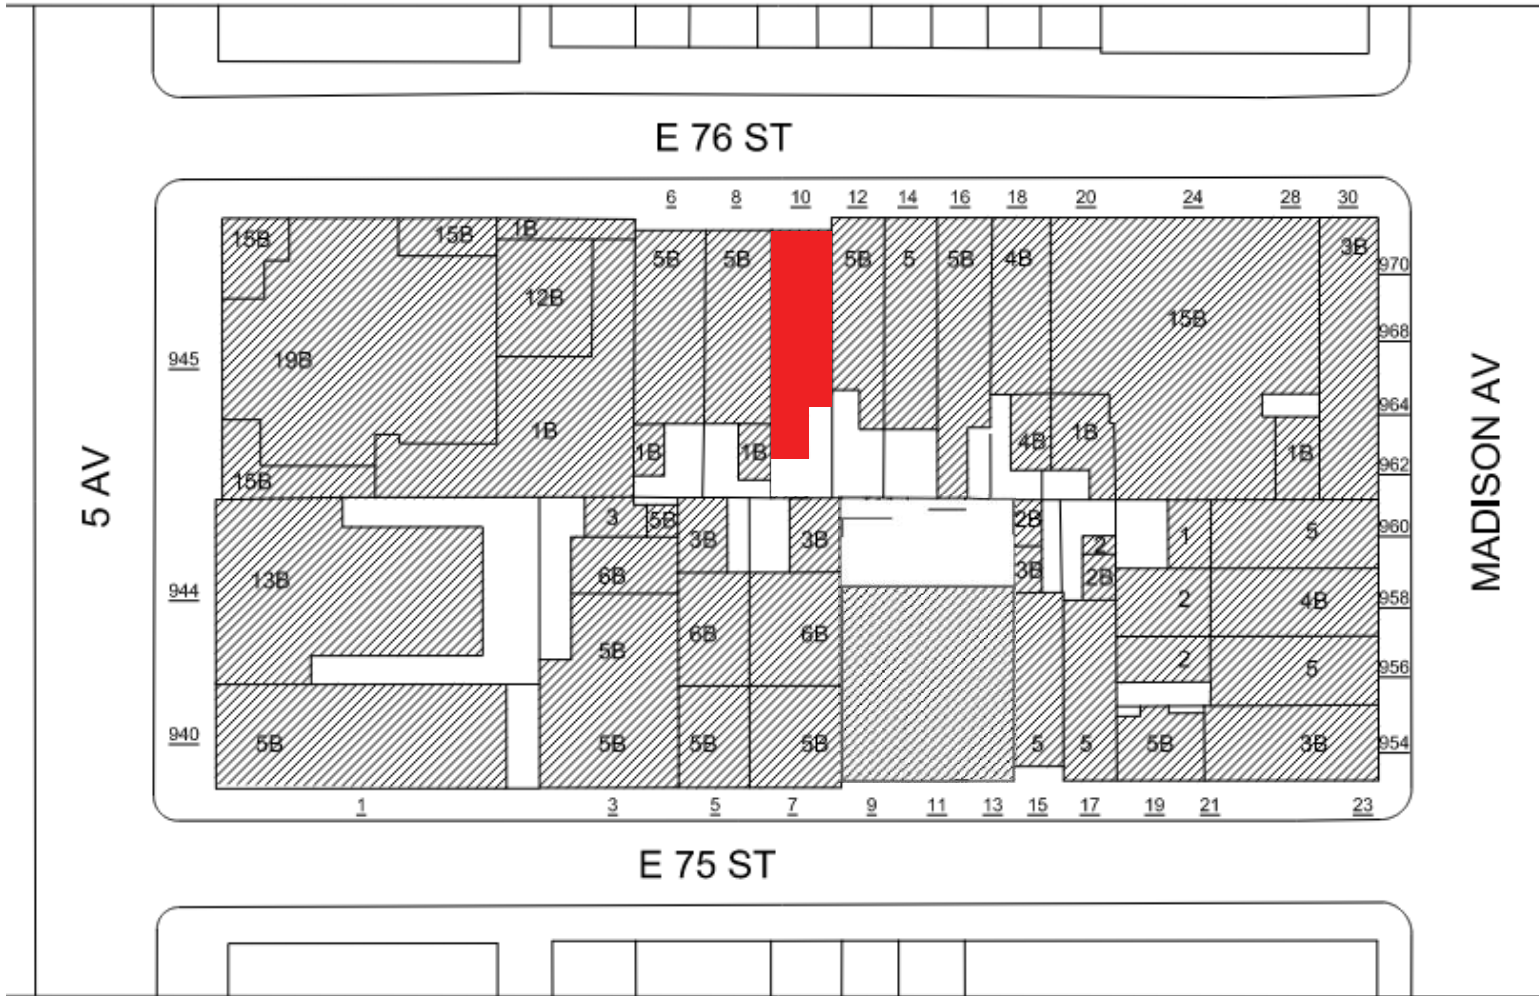 E 76 ST
6 8 10 12 14 16 18 20 24 28 30
15B 15B 1B 5B 5B 5B 5 5B 4B 3B
970
12B
15B
968
945
19B
964
1B 1B 1B 4B 1B 1B
962
15B
5 AV
MADISON AV
3 5B 3B 3B 2B 1 5
960
2
13B 6B 3B 2B
944
2 4B
958
6B 6B
5B 2 5
956
940
5B 5B 5B 5B 5 5 5B 3B
954
1 3 5 7 9 11 13 15 17 19 21 23
E 75 ST